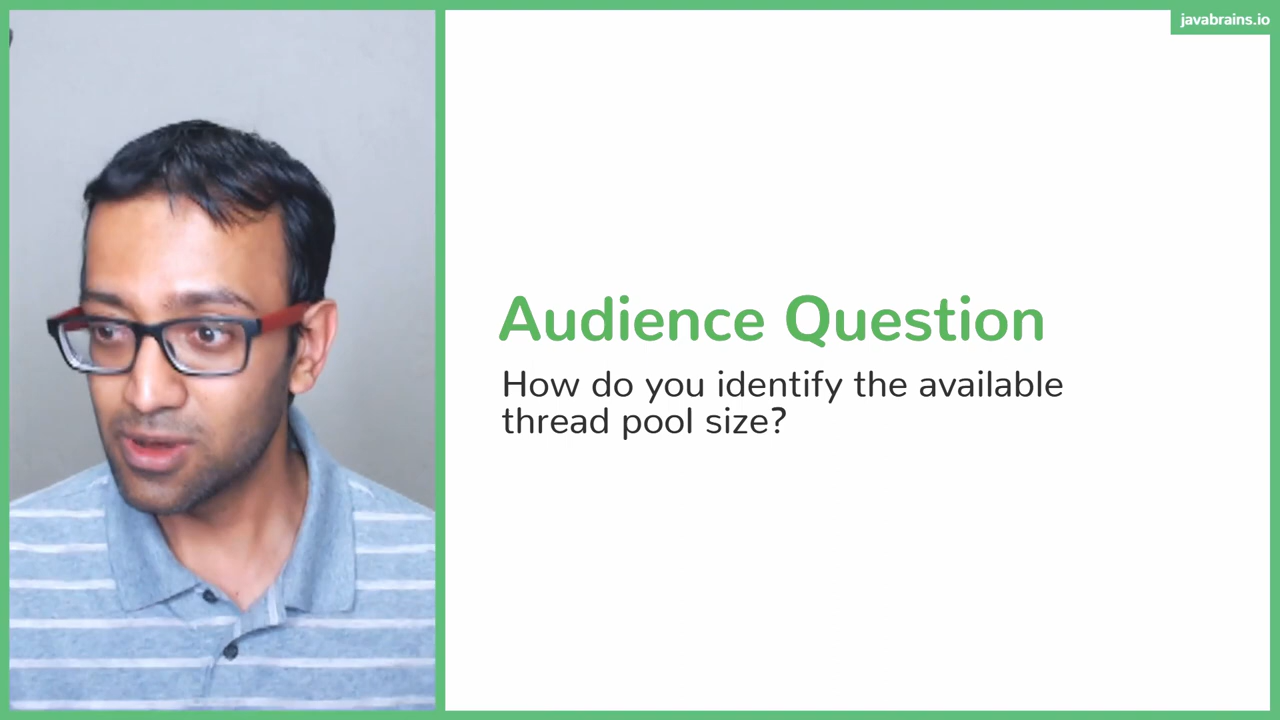 javabrains.io
Audience Question
How do you identify the available
thread pool size?